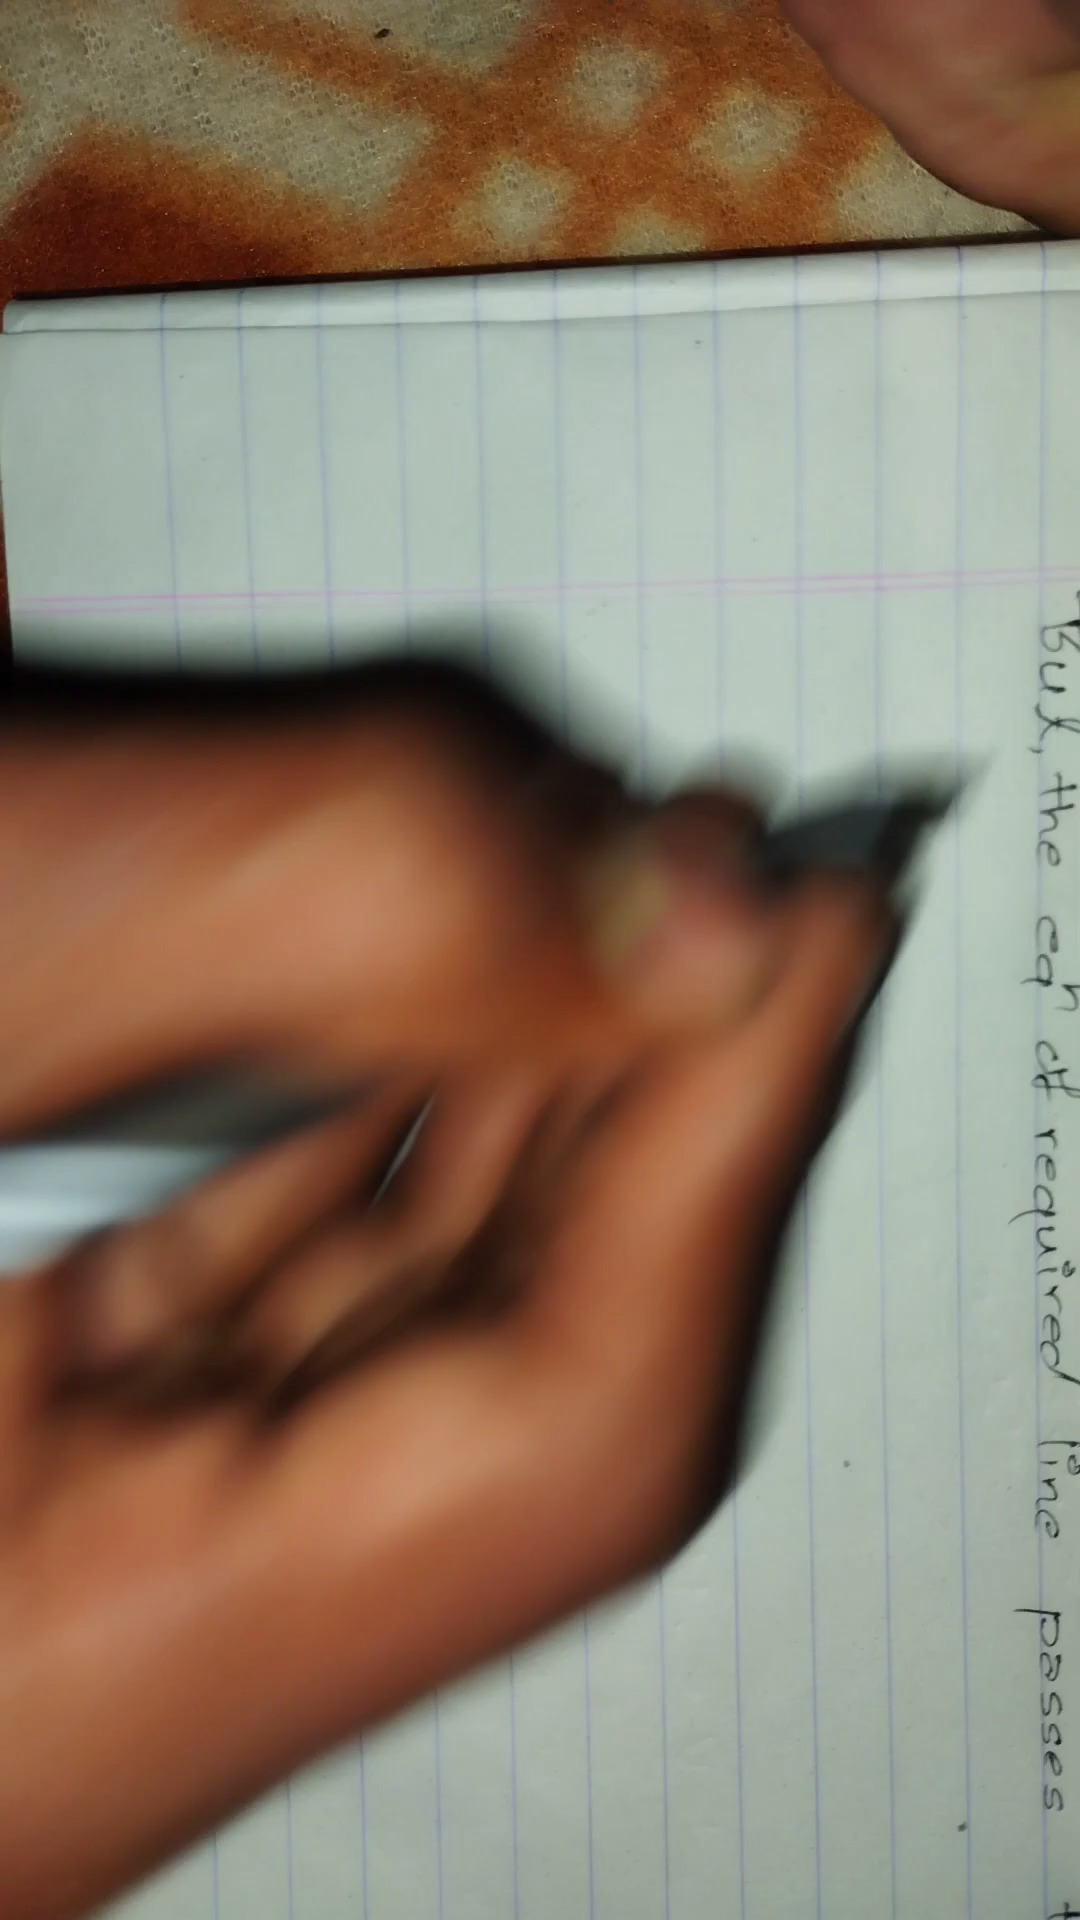 But, the eqn of required line passes